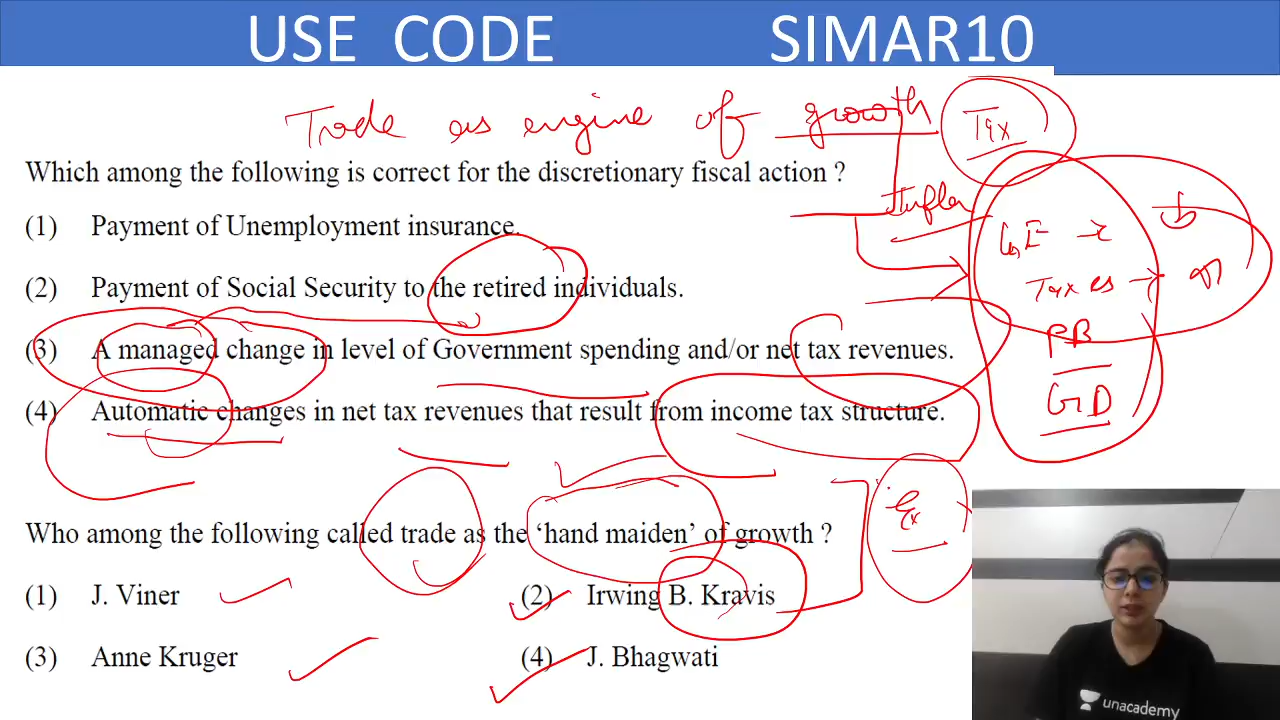 USE CODE SIMAR10
Trade as engine of growth
Tax
Which among the following is correct for the discretionary fiscal action ?
(1) Payment of Unemployment insurance.
(2) Payment of Social Security to the retired individuals.
(3) A managed change in level of Government spending and/or net tax revenues.
(4) Automatic changes in net tax revenues that result from income tax structure.
Taxes →
PB
GD
Who among the following called trade as the ‘hand maiden’ of growth ?
(1) J. Viner
(2) Irwing B. Kravis
(3) Anne Kruger
(4) J. Bhagwati
unacademy